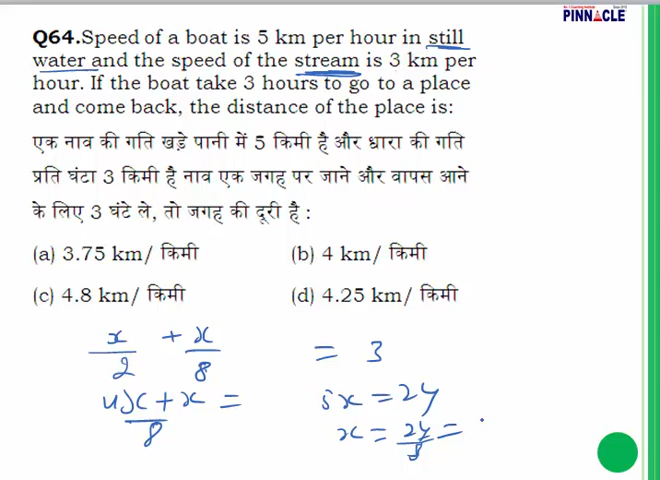 PINNACLE
Q64.Speed of a boat is 5 km per hour in still
water and the speed of the stream is 3 km per
hour. If the boat take 3 hours to go to a place
and come back, the distance of the place is:
एक नाव की गति खड़े पानी में 5 किमी है और धारा की गति
प्रति घंटा 3 किमी है नाव एक जगह पर जाने और वापस आने
के लिए 3 घंटे ले, तो जगह की दूरी है :
(a) 3.75 km/ किमी (b) 4 km/ किमी
(c) 4.8 km/ किमी (d) 4.25 km/ किमी
x/2 + x/8 = 3
4x + x/8 = 5x = 24
x = 24/5 =